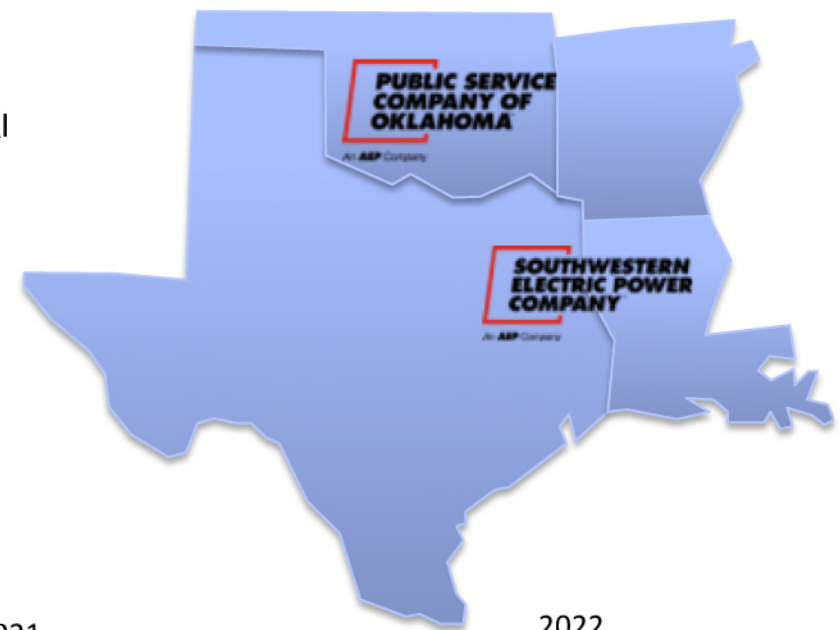 PUBLIC SERVICE
COMPANY OF
OKLAHOMA
An AEP Company
SOUTHWESTERN
ELECTRIC POWER
COMPANY
An AEP Company
2022